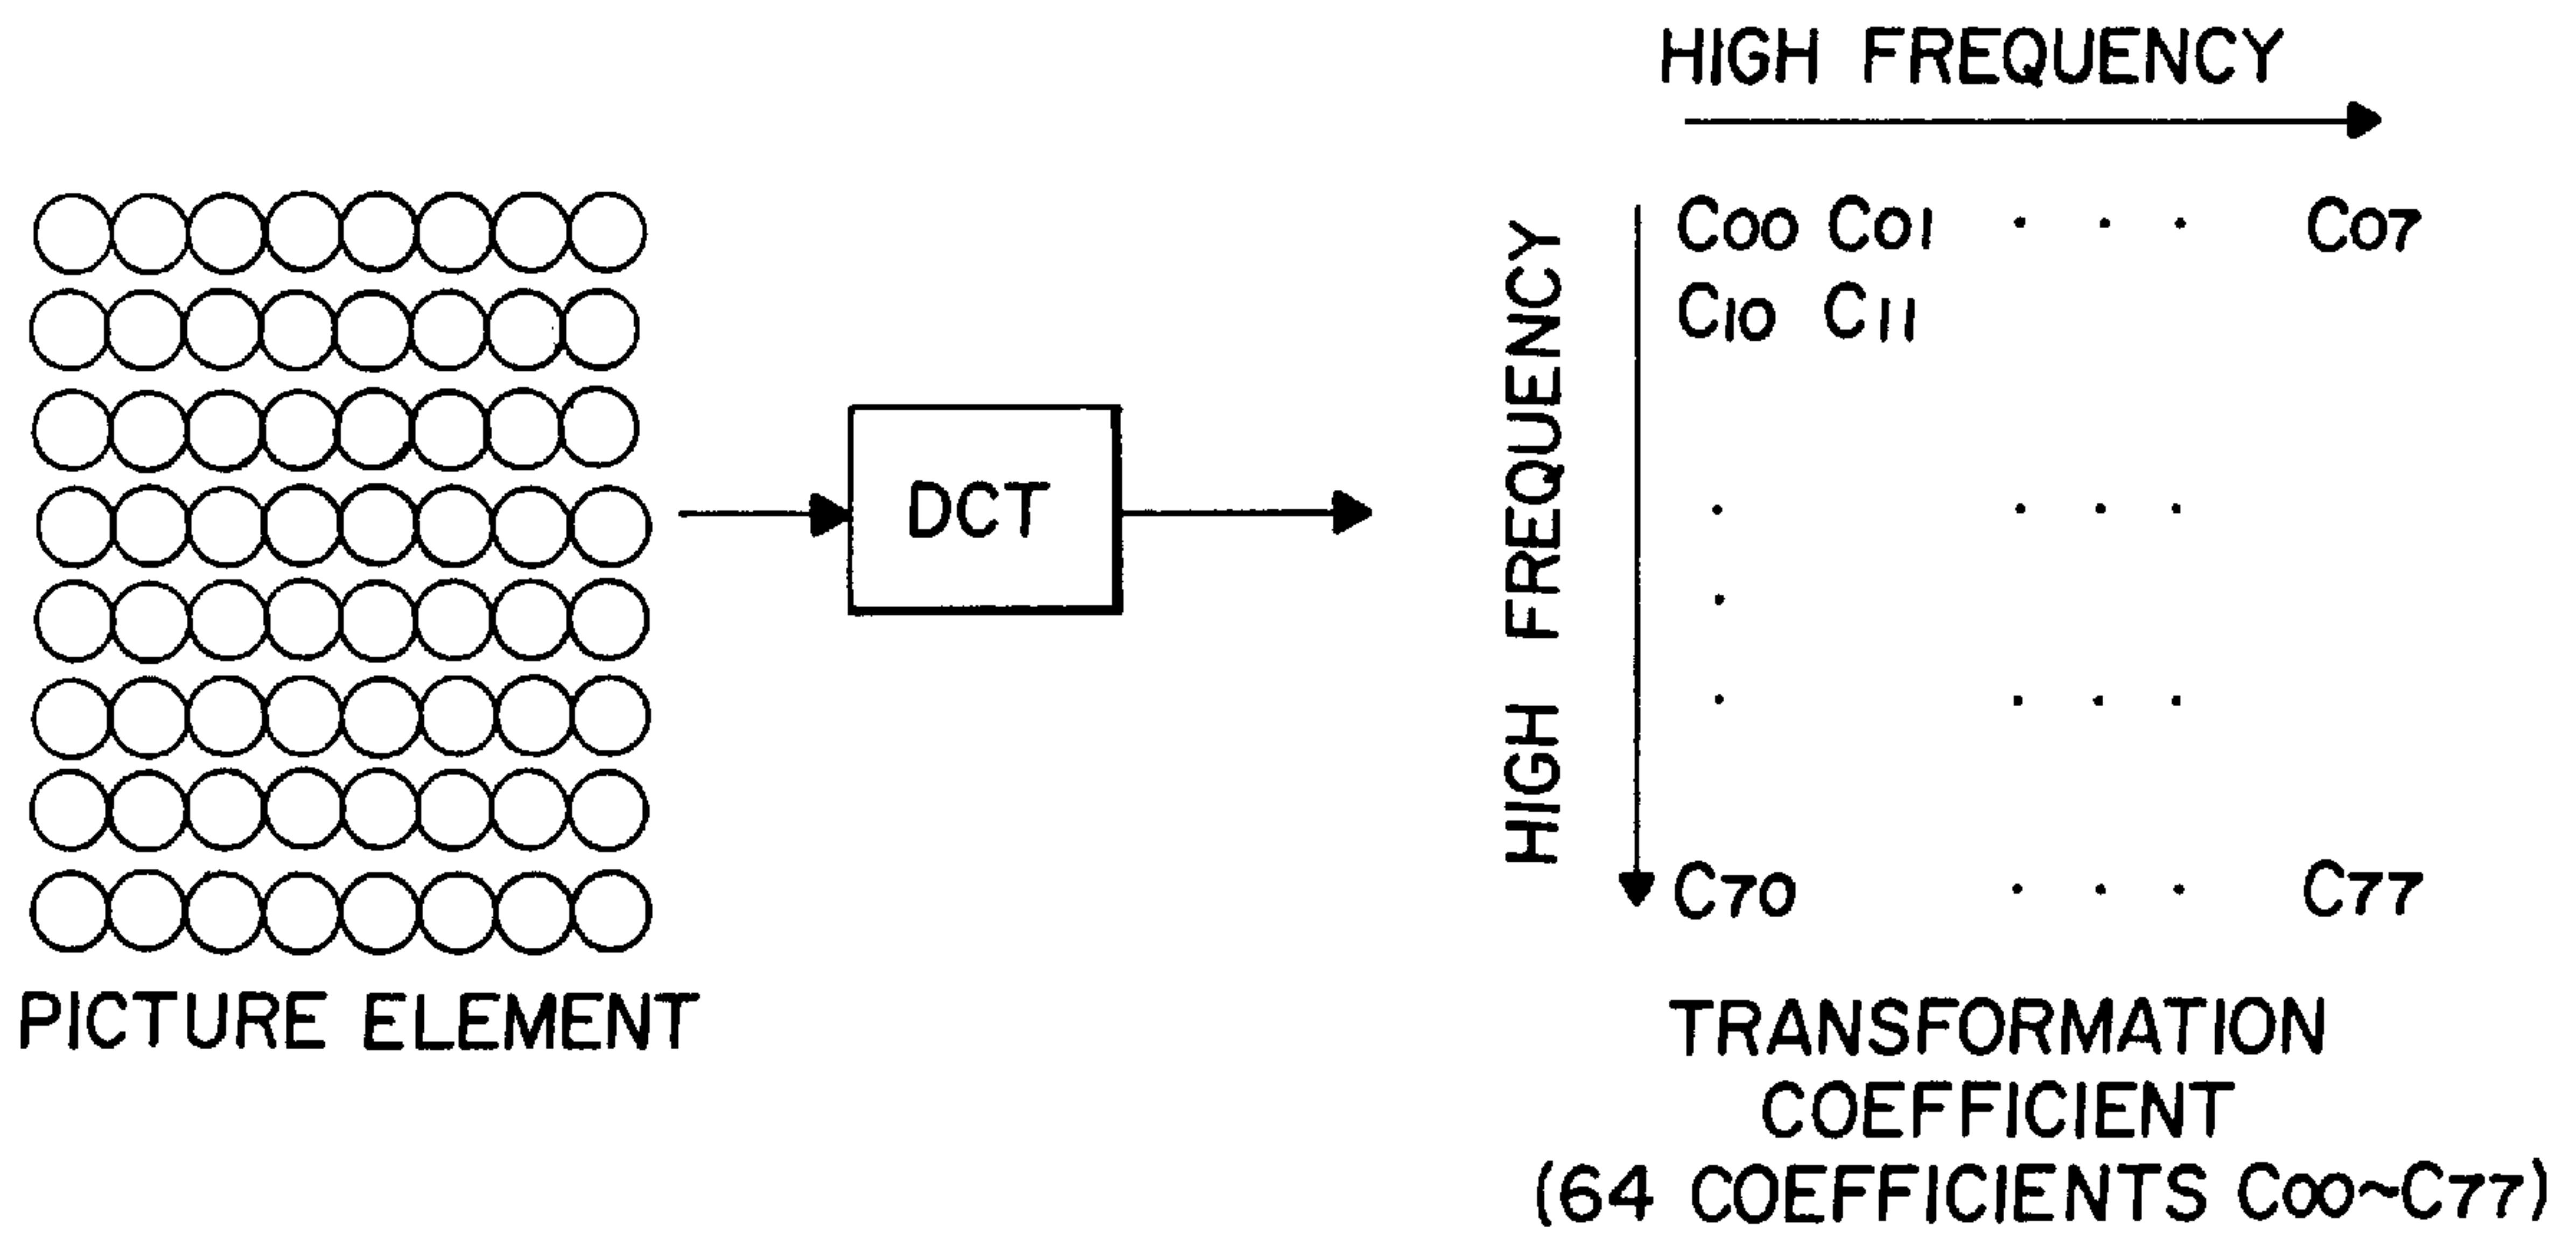 HIGH FREQUENCY
HIGH FREQUENCY
C00 C01 · · · C07
C10 C11
· · · ·
·
· · · ·
C70 · · · C77
DCT
PICTURE ELEMENT
TRANSFORMATION
COEFFICIENT
(64 COEFFICIENTS C00~C77)